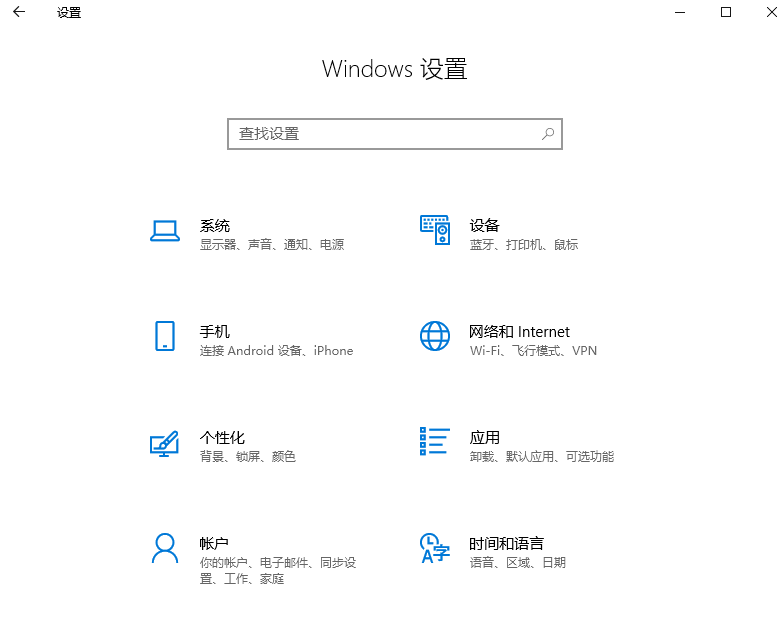 设置
Windows 设置
查找设置
系统
显示器、声音、通知、电源
设备
蓝牙、打印机、鼠标
手机
连接 Android 设备、iPhone
网络和 Internet
Wi-Fi、飞行模式、VPN
个性化
背景、锁屏、颜色
应用
卸载、默认应用、可选功能
帐户
你的帐户、电子邮件、同步设
置、工作、家庭
时间和语言
语音、区域、日期